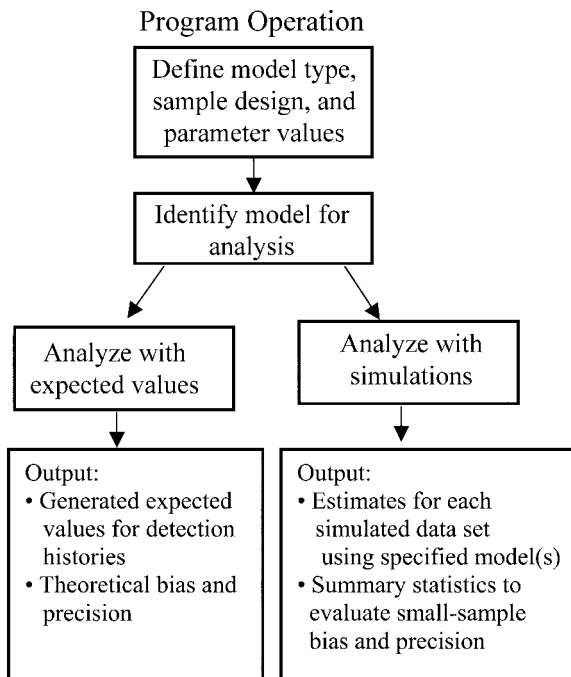 Program Operation
Define model type,
sample design, and
parameter values
Identify model for
analysis
Analyze with
expected values
Analyze with
simulations
Output:
• Generated expected
values for detection
histories
• Theoretical bias and
precision
Output:
• Estimates for each
simulated data set
using specified model(s)
• Summary statistics to
evaluate small-sample
bias and precision